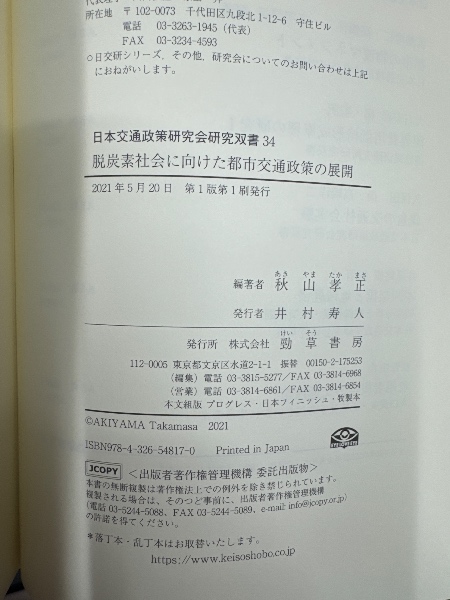 所在地 〒102-0073 千代田区九段北1-12-6 守住ビル
電話 03-3263-1945 (代表)
FAX 03-3234-4593
○日交研シリーズ，その他，研究会についてのお問い合わせは上記
におねがいします。
日本交通政策研究会研究双書 34
脱炭素社会に向けた都市交通政策の展開
2021年5月20日 第1版第1刷発行
あき やま たか まさ
編著者 秋山孝正
発行者 井村寿人
けい そう
発行所 株式会社 勁草書房
112-0005 東京都文京区水道2-1-1 振替 00150-2-175253
(編集) 電話 03-3815-5277／FAX 03-3814-6968
(営業) 電話 03-3814-6861／FAX 03-3814-6854
本文組版 プログレス・日本フィニッシュ・牧製本
©AKIYAMA Takamasa 2021
ISBN978-4-326-54817-0 Printed in Japan
JCOPY ＜出版者著作権管理機構 委託出版物＞
本書の無断複製は著作権法上での例外を除き禁じられています。
複製される場合は、そのつど事前に、出版者著作権管理機構
(電話 03-5244-5088、FAX 03-5244-5089、e-mail: info@jcopy.or.jp)
の許諾を得てください。
＊落丁本・乱丁本はお取替いたします。
https://www.keisoshobo.co.jp